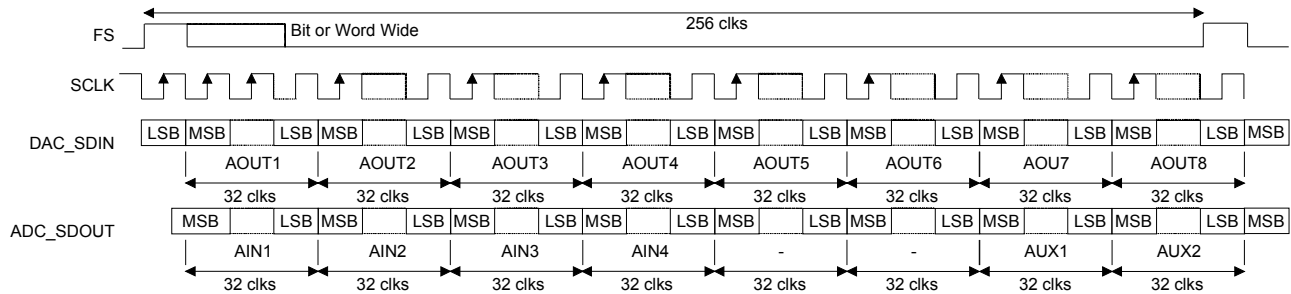 256 clks
FS
Bit or Word Wide
SCLK
DAC_SDIN
LSB MSB LSB MSB LSB MSB LSB MSB LSB MSB LSB MSB LSB MSB LSB MSB LSB MSB
AOUT1 AOUT2 AOUT3 AOUT4 AOUT5 AOUT6 AOU7 AOUT8
32 clks 32 clks 32 clks 32 clks 32 clks 32 clks 32 clks 32 clks
ADC_SDOUT
MSB LSB MSB LSB MSB LSB MSB LSB MSB LSB MSB LSB MSB LSB MSB LSB MSB
AIN1 AIN2 AIN3 AIN4 - - AUX1 AUX2
32 clks 32 clks 32 clks 32 clks 32 clks 32 clks 32 clks 32 clks